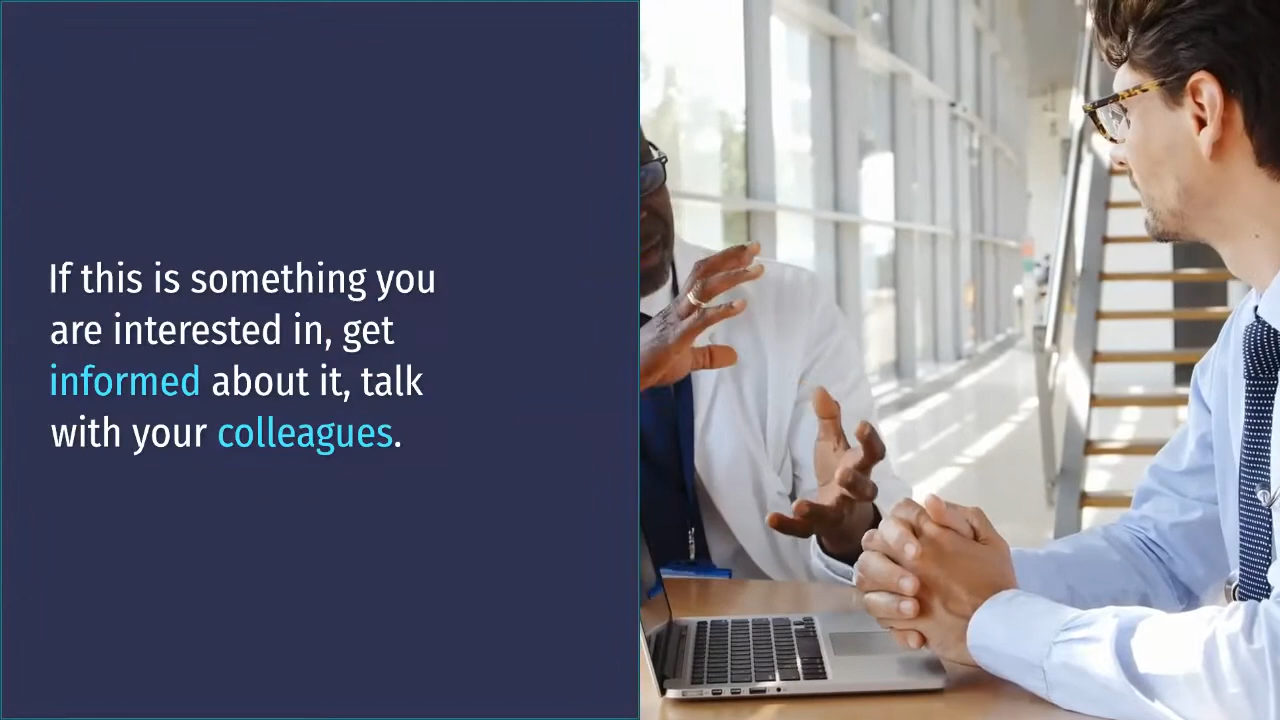 If this is something you
are interested in, get
informed about it, talk
with your colleagues.